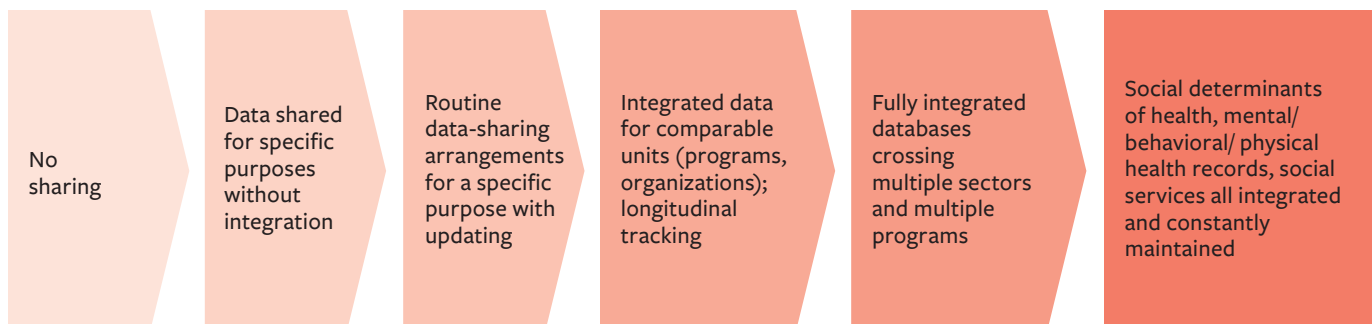 No
sharing
Data shared
for specific
purposes
without
integration
Routine
data-sharing
arrangements
for a specific
purpose with
updating
Integrated data
for comparable
units (programs,
organizations);
longitudinal
tracking
Fully integrated
databases
crossing
multiple sectors
and multiple
programs
Social determinants
of health, mental/
behavioral/ physical
health records, social
services all integrated
and constantly
maintained